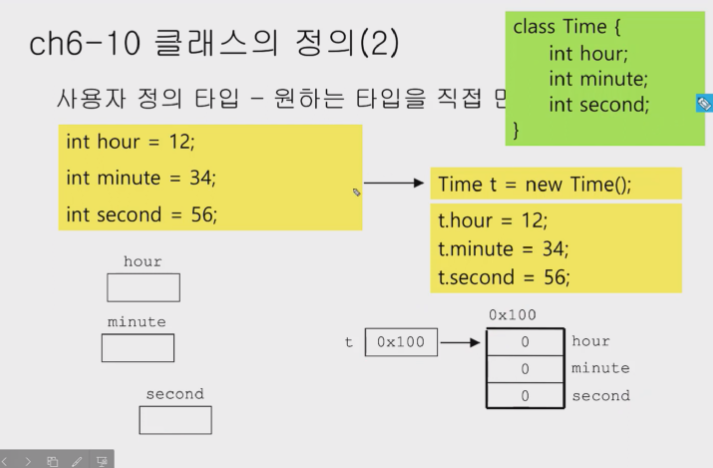 ch6-10 클래스의 정의(2)
class Time {
int hour;
int minute;
int second;
}
사용자 정의 타입 – 원하는 타입을 직접
int hour = 12;
int minute = 34;
int second = 56;
Time t = new Time();
t.hour = 12;
t.minute = 34;
t.second = 56;
hour
minute
second
0x100
t 0x100
0 hour
0 minute
0 second